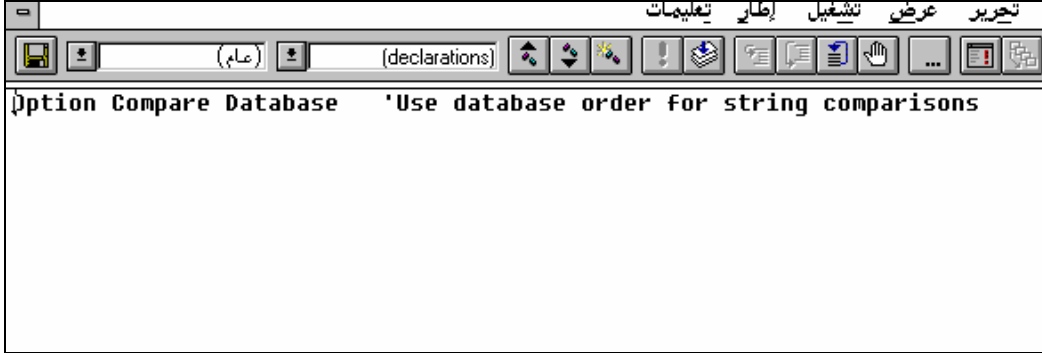 تحرير عرض تشغيل إطار تعليمات
(declarations) (عام)
Option Compare Database 'Use database order for string comparisons